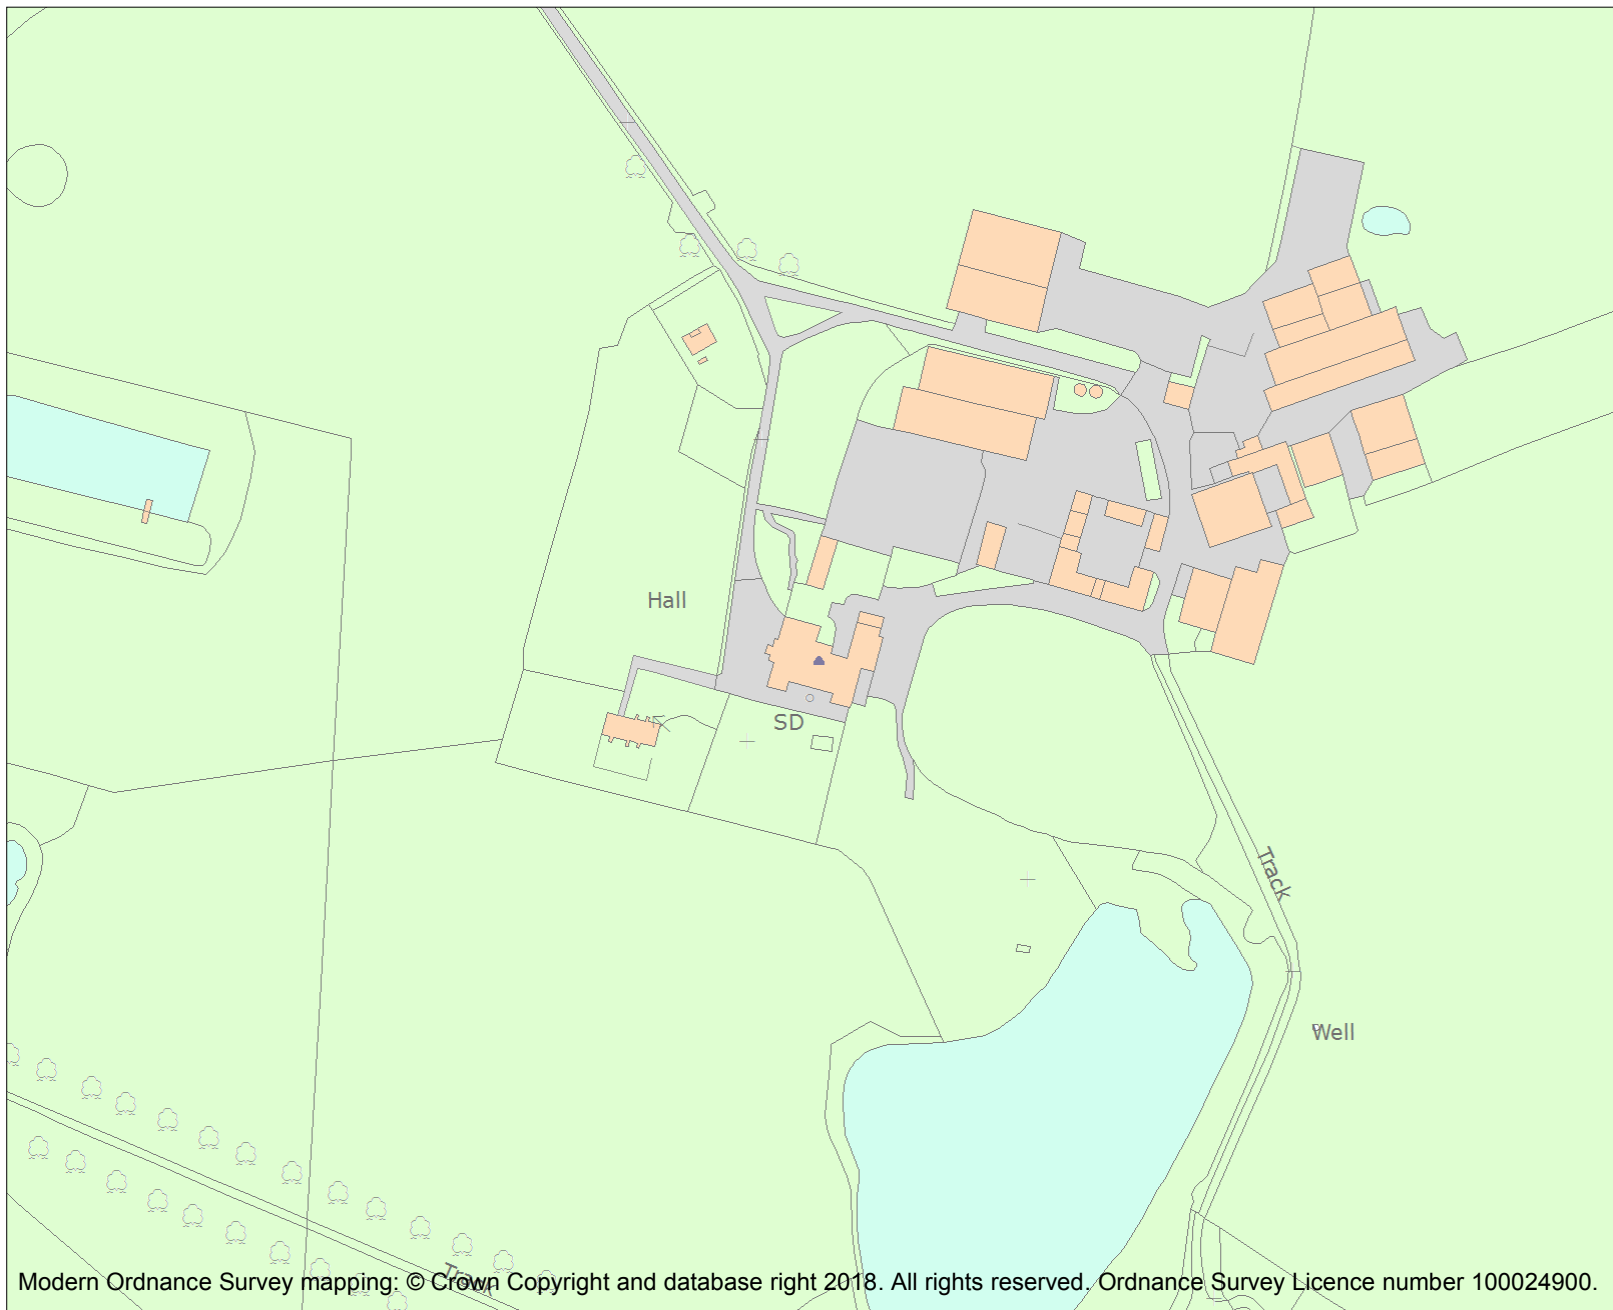 Hall
SD
Track
Well
Track
Modern Ordnance Survey mapping: © Crown Copyright and database right 2018. All rights reserved. Ordnance Survey Licence number 100024900.